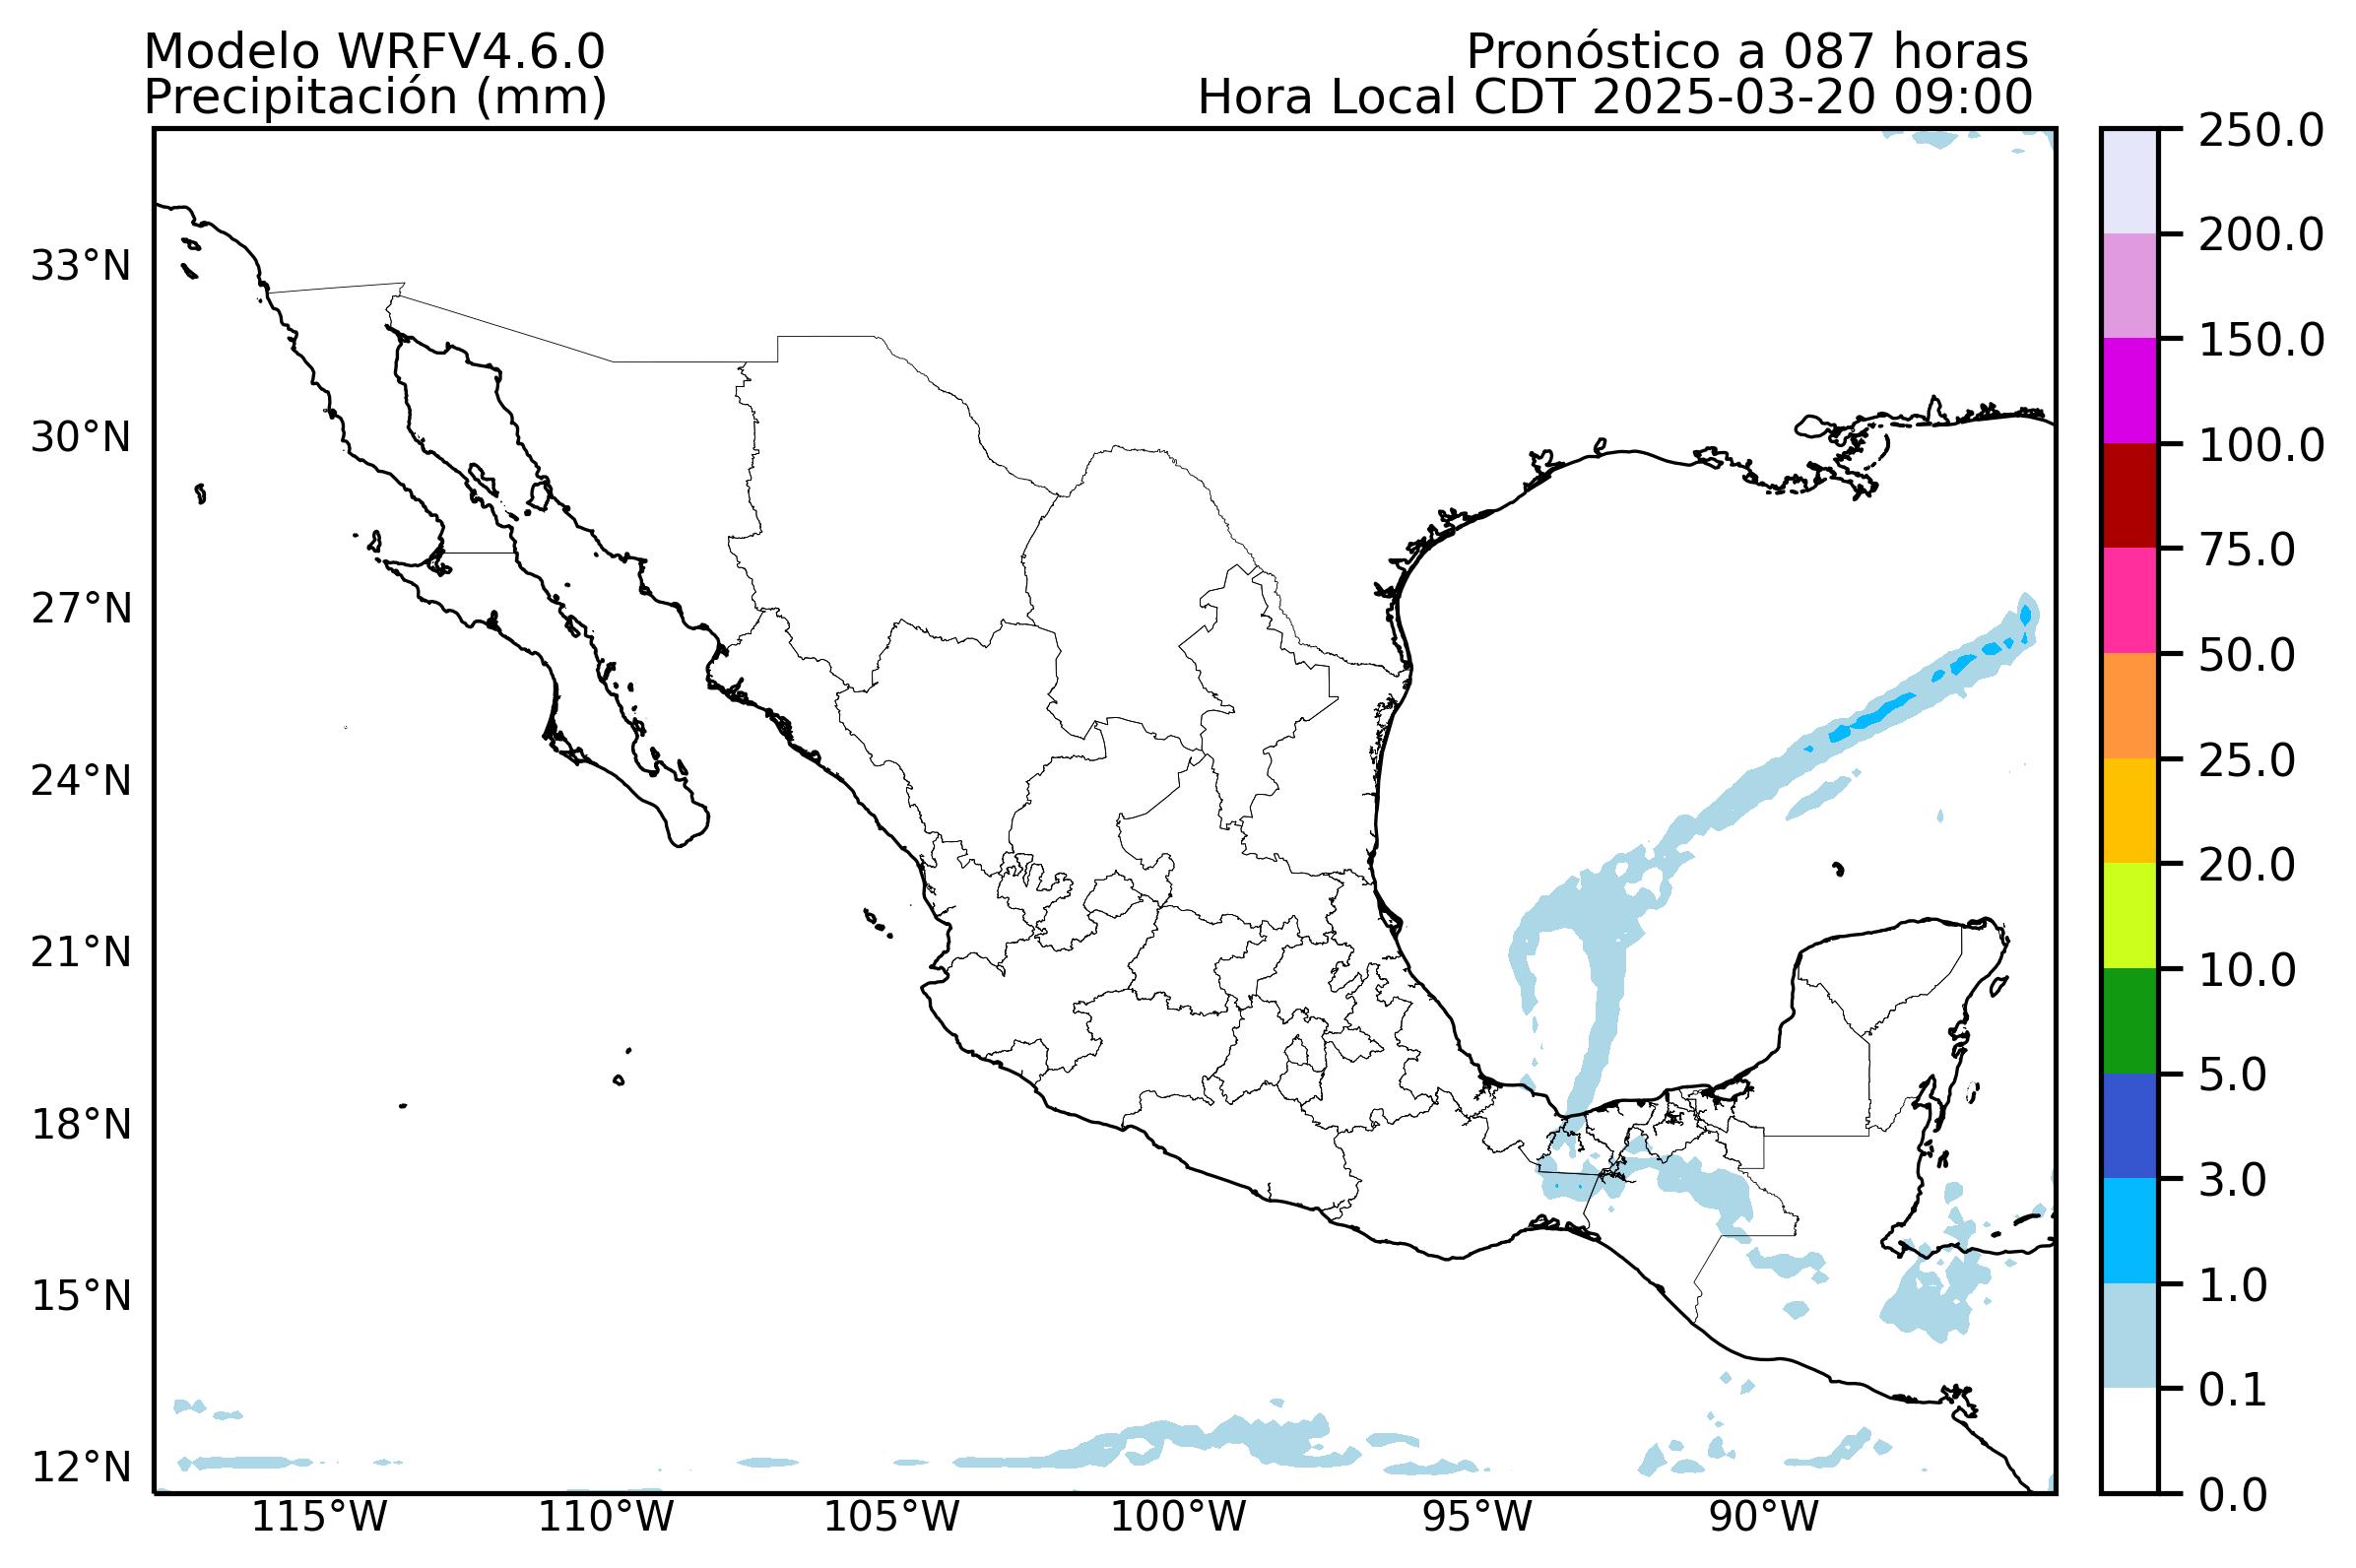 Modelo WRFV4.6.0
Pronóstico a 087 horas
Precipitación (mm)
Hora Local CDT 2025-03-20 09:00
250.0
200.0
150.0
100.0
75.0
50.0
25.0
20.0
10.0
5.0
3.0
1.0
0.1
0.0
33°N
30°N
27°N
24°N
21°N
18°N
15°N
12°N
115°W
110°W
105°W
100°W
95°W
90°W